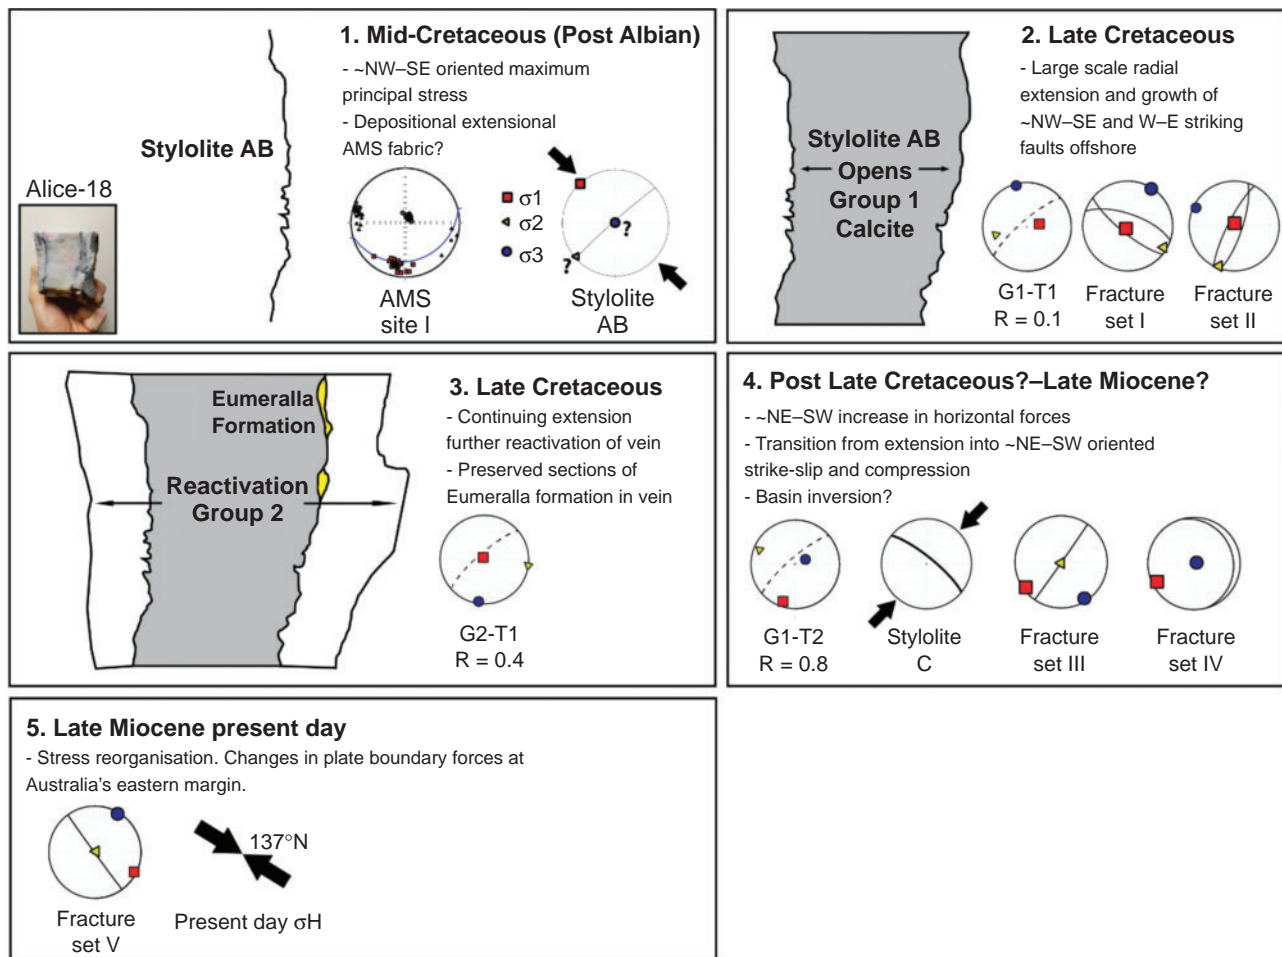 1. Mid-Cretaceous (Post Albian)
- ~NW–SE oriented maximum
principal stress
- Depositional extensional
AMS fabric?
Stylolite AB
Alice-18
σ1
σ2
σ3
?
?
AMS
site I
Stylolite
AB
2. Late Cretaceous
- Large scale radial
extension and growth of
~NW–SE and W–E striking
faults offshore
Stylolite AB
Opens
Group 1
Calcite
G1-T1
R = 0.1
Fracture
set I
Fracture
set II
3. Late Cretaceous
- Continuing extension
further reactivation of vein
- Preserved sections of
Eumeralla formation in vein
Eumeralla
Formation
Reactivation
Group 2
G2-T1
R = 0.4
4. Post Late Cretaceous?–Late Miocene?
- ~NE–SW increase in horizontal forces
- Transition from extension into ~NE–SW oriented
strike-slip and compression
- Basin inversion?
G1-T2
R = 0.8
Stylolite
C
Fracture
set III
Fracture
set IV
5. Late Miocene present day
- Stress reorganisation. Changes in plate boundary forces at
Australia's eastern margin.
137°N
Fracture
set V
Present day σH